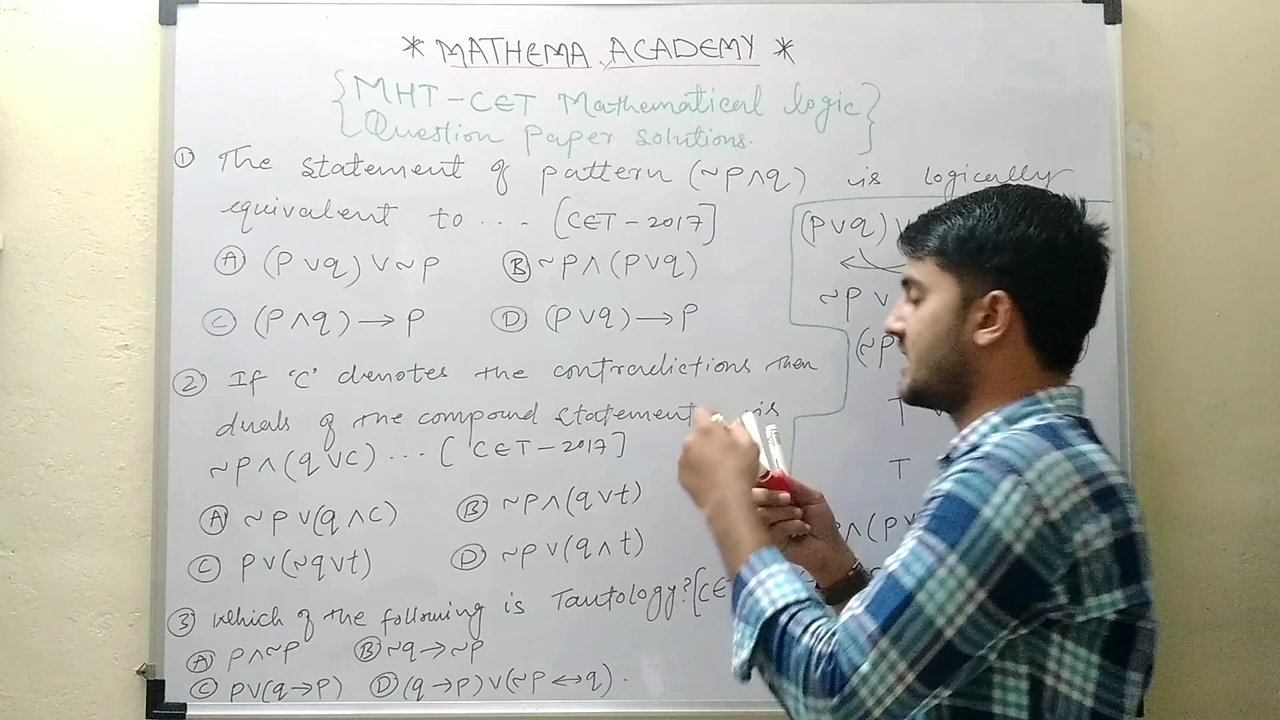 * MATHEMA ACADEMY *
{MHT-CET Mathematical logic
Question Paper solutions.}
① The statement of pattern (~p∧q) is logically
equivalent to .... [CET-2017]
Ⓐ (p∨q)∨~p Ⓑ ~p∧(p∨q)
Ⓒ (p∧q)→p Ⓓ (p∨q)→p
② If 'C' denotes the contradictions then
duals of the compound statement is
~p∧(q∨C) ... [CET-2017]
Ⓐ ~p∨(q∧C) Ⓑ ~p∧(q∨t)
Ⓒ p∨(~q∨t) Ⓓ ~p∨(q∧t)
③ which of the following is Tautology? [CE
Ⓐ p∧~p Ⓑ ~q→~p
Ⓒ p∨(q→p) Ⓓ (q→p)∨(~p↔q).
(p∨q)∨
~p∨
(~p
T
T
∧(p∨